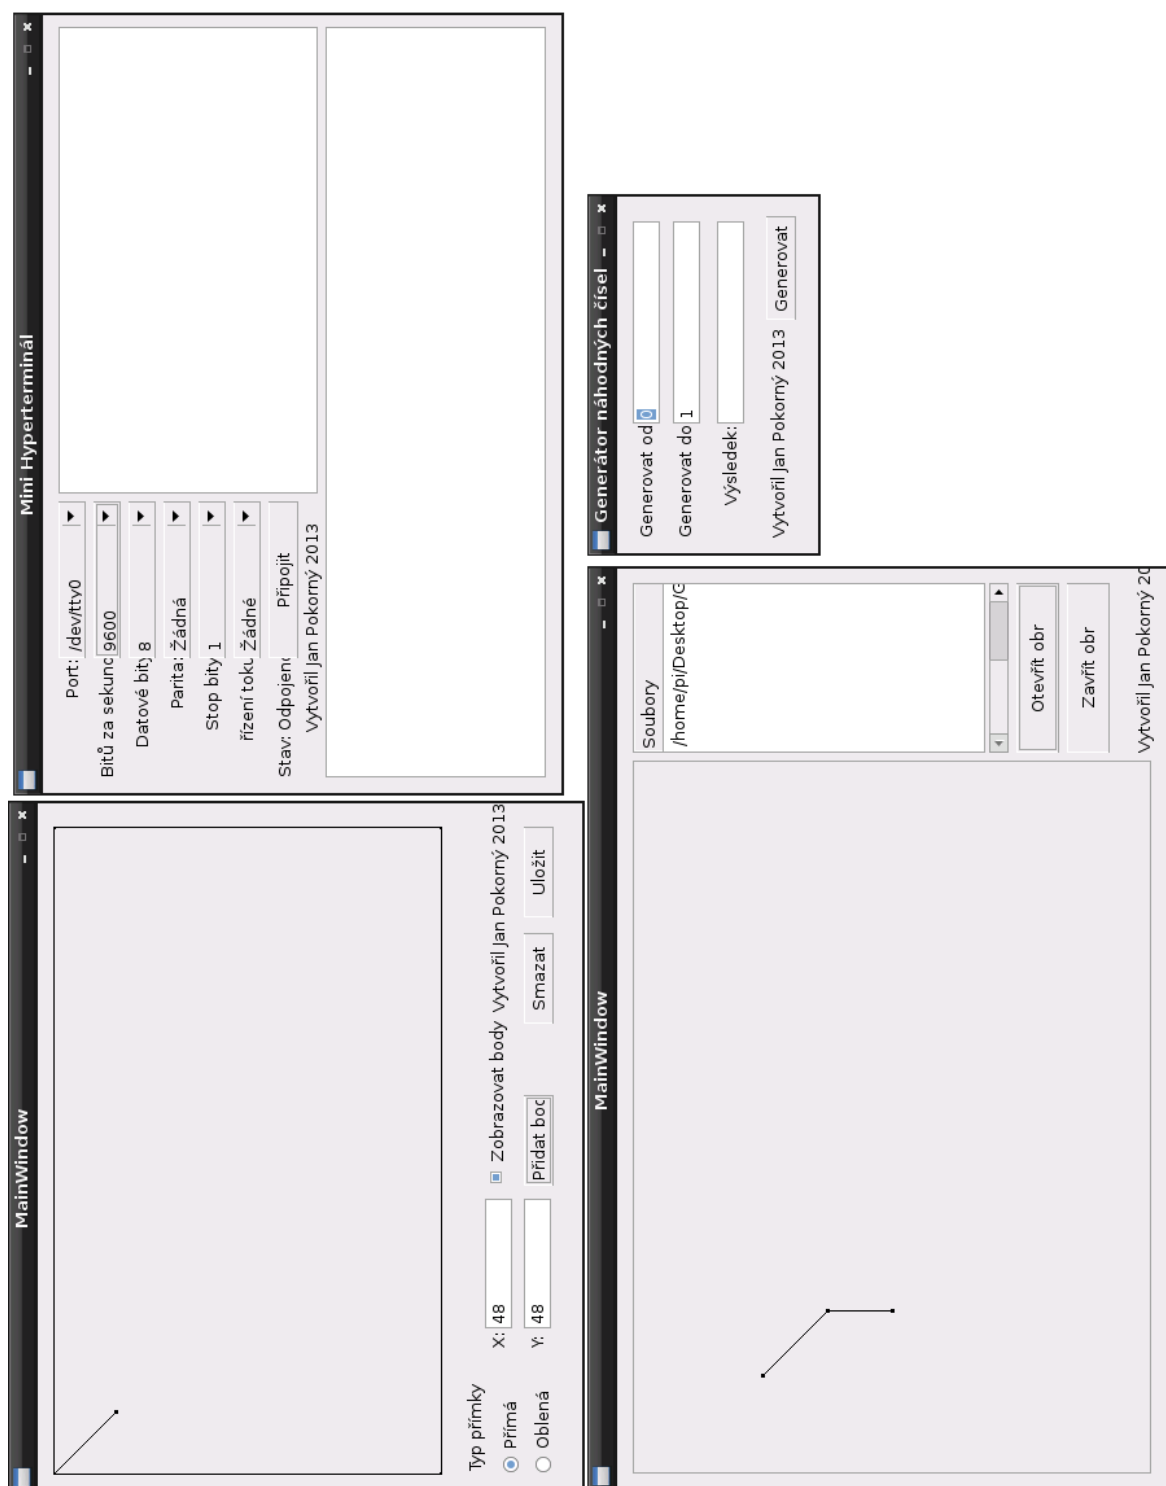 MainWindow
Typ přímky
Přímá
Oblená
X: 48
Y: 48
Zobrazovat body
Vytvořil Jan Pokorný 2013
Přidat boc
Smazat
Uložit
Mini Hyperterminál
Port: /dev/tty0
Bitů za sekunc 9600
Datové bity 8
Parita: Žádná
Stop bity 1
řízení toku Žádné
Stav: Odpojenc Připojit
Vytvořil Jan Pokorný 2013
MainWindow
Soubory
/home/pi/Desktop/G
Otevřít obr
Zavřít obr
Vytvořil Jan Pokorný 20
Generátor náhodných čísel
Generovat od 0
Generovat do 1
Výsledek:
Vytvořil Jan Pokorný 2013
Generovat